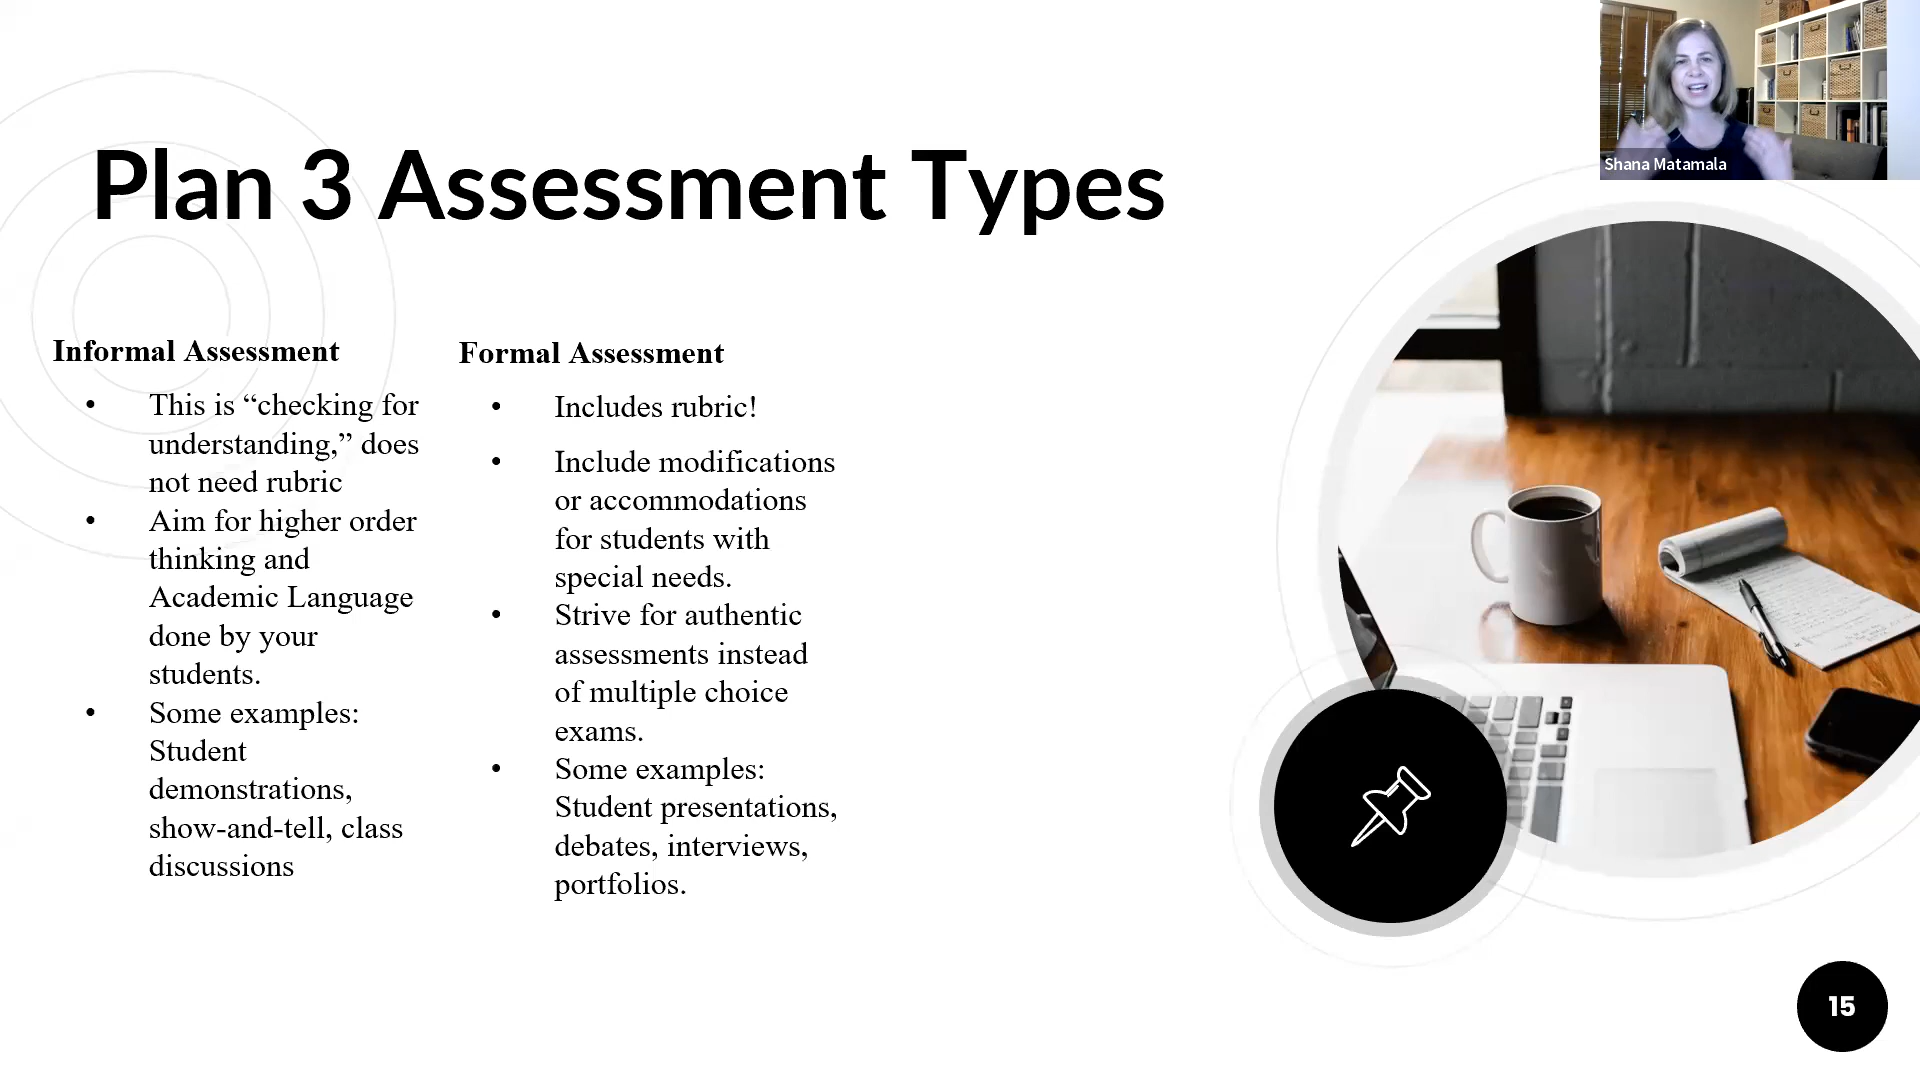 Shana Matamala
Plan 3 Assessment Types
Informal Assessment
• This is “checking for
understanding,” does
not need rubric
• Aim for higher order
thinking and
Academic Language
done by your
students.
• Some examples:
Student
demonstrations,
show-and-tell, class
discussions
Formal Assessment
• Includes rubric!
• Include modifications
or accommodations
for students with
special needs.
• Strive for authentic
assessments instead
of multiple choice
exams.
• Some examples:
Student presentations,
debates, interviews,
portfolios.
15